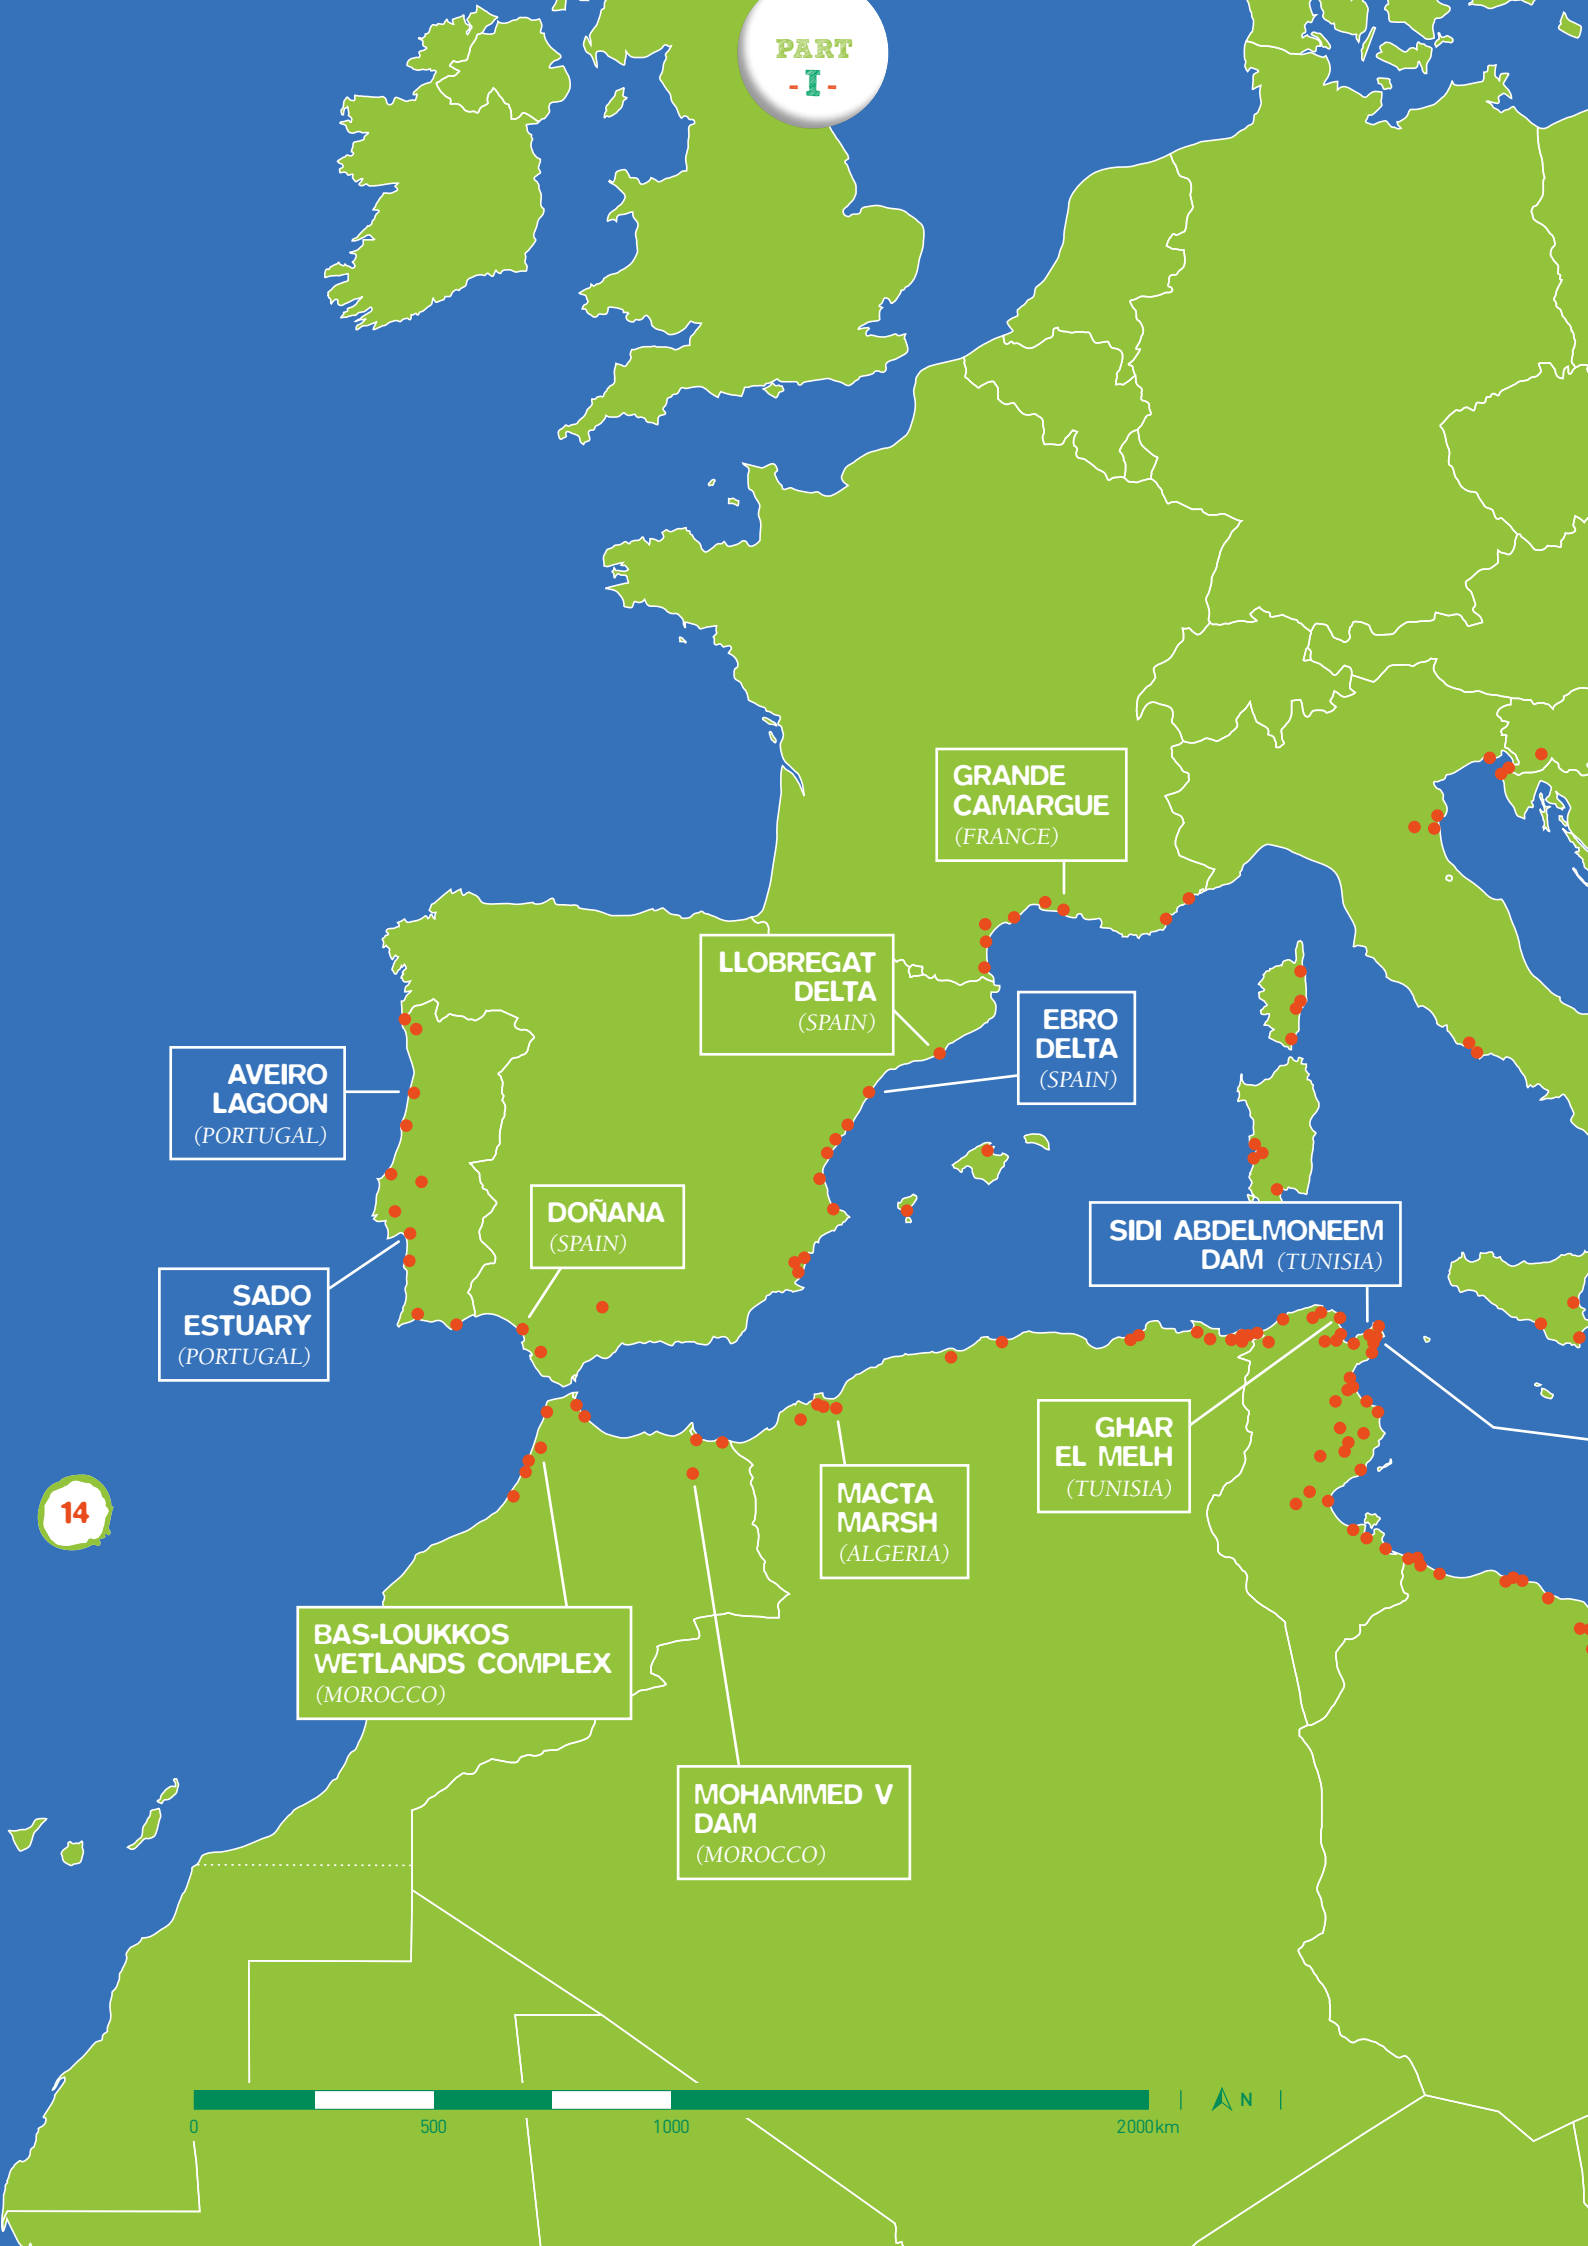 PART
- I -
GRANDE
CAMARGUE
(FRANCE)
LLOBREGAT
DELTA
(SPAIN)
EBRO
DELTA
(SPAIN)
AVEIRO
LAGOON
(PORTUGAL)
DOÑANA
(SPAIN)
SIDI ABDELMONEEM
DAM (TUNISIA)
SADO
ESTUARY
(PORTUGAL)
GHAR
EL MELH
(TUNISIA)
MACTA
MARSH
(ALGERIA)
14
BAS-LOUKKOS
WETLANDS COMPLEX
(MOROCCO)
MOHAMMED V
DAM
(MOROCCO)
N
0 500 1000 2000km